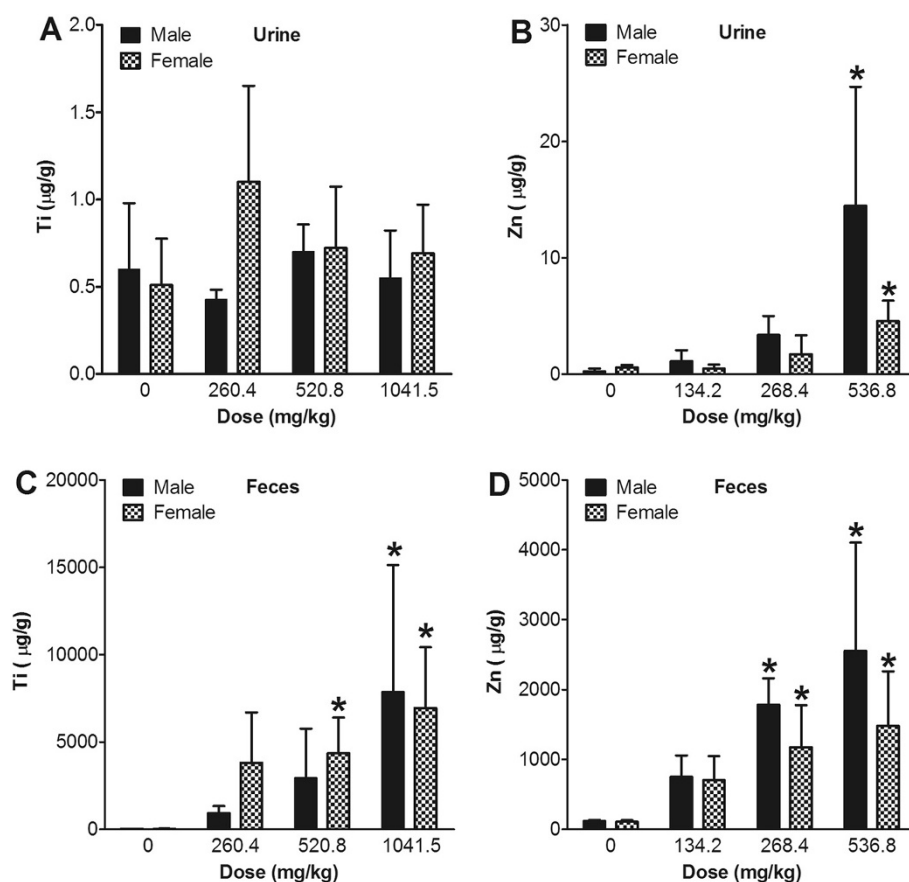 A
Male
Urine
Female
2.0
1.5
1.0
0.5
0.0
Ti (µg/g)
0 260.4 520.8 1041.5
Dose (mg/kg)
B
Male
Urine
Female
30
20
10
0
Zn (µg/g)
* *
0 134.2 268.4 536.8
Dose (mg/kg)
C
Male
Feces
Female
20000
15000
10000
5000
0
Ti ( µg/g)
* * *
0 260.4 520.8 1041.5
Dose (mg/kg)
D
Male
Feces
Female
5000
4000
3000
2000
1000
0
Zn ( µg/g)
* * * *
0 134.2 268.4 536.8
Dose (mg/kg)